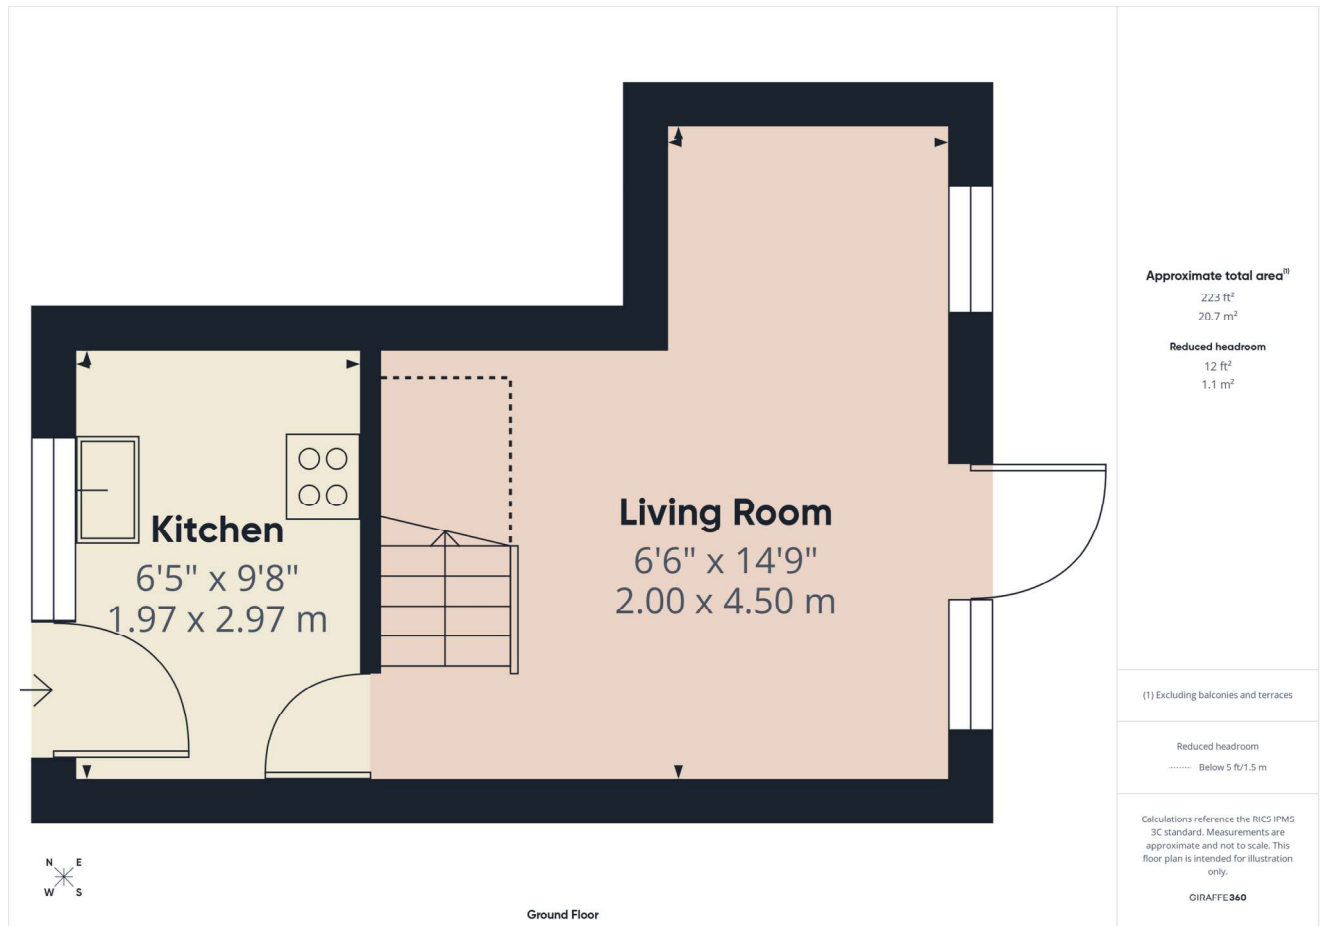 Kitchen
6'5" x 9'8"
1.97 x 2.97 m
Living Room
6'6" x 14'9"
2.00 x 4.50 m
Approximate total area(1)
223 ft²
20.7 m²
Reduced headroom
12 ft²
1.1 m²
(1) Excluding balconies and terraces
Reduced headroom
Below 5 ft/1.5 m
Calculations reference the RICS IPMS
3C standard. Measurements are
approximate and not to scale. This
floor plan is intended for illustration
only.
GIRAFFE360
N E
W S
Ground Floor